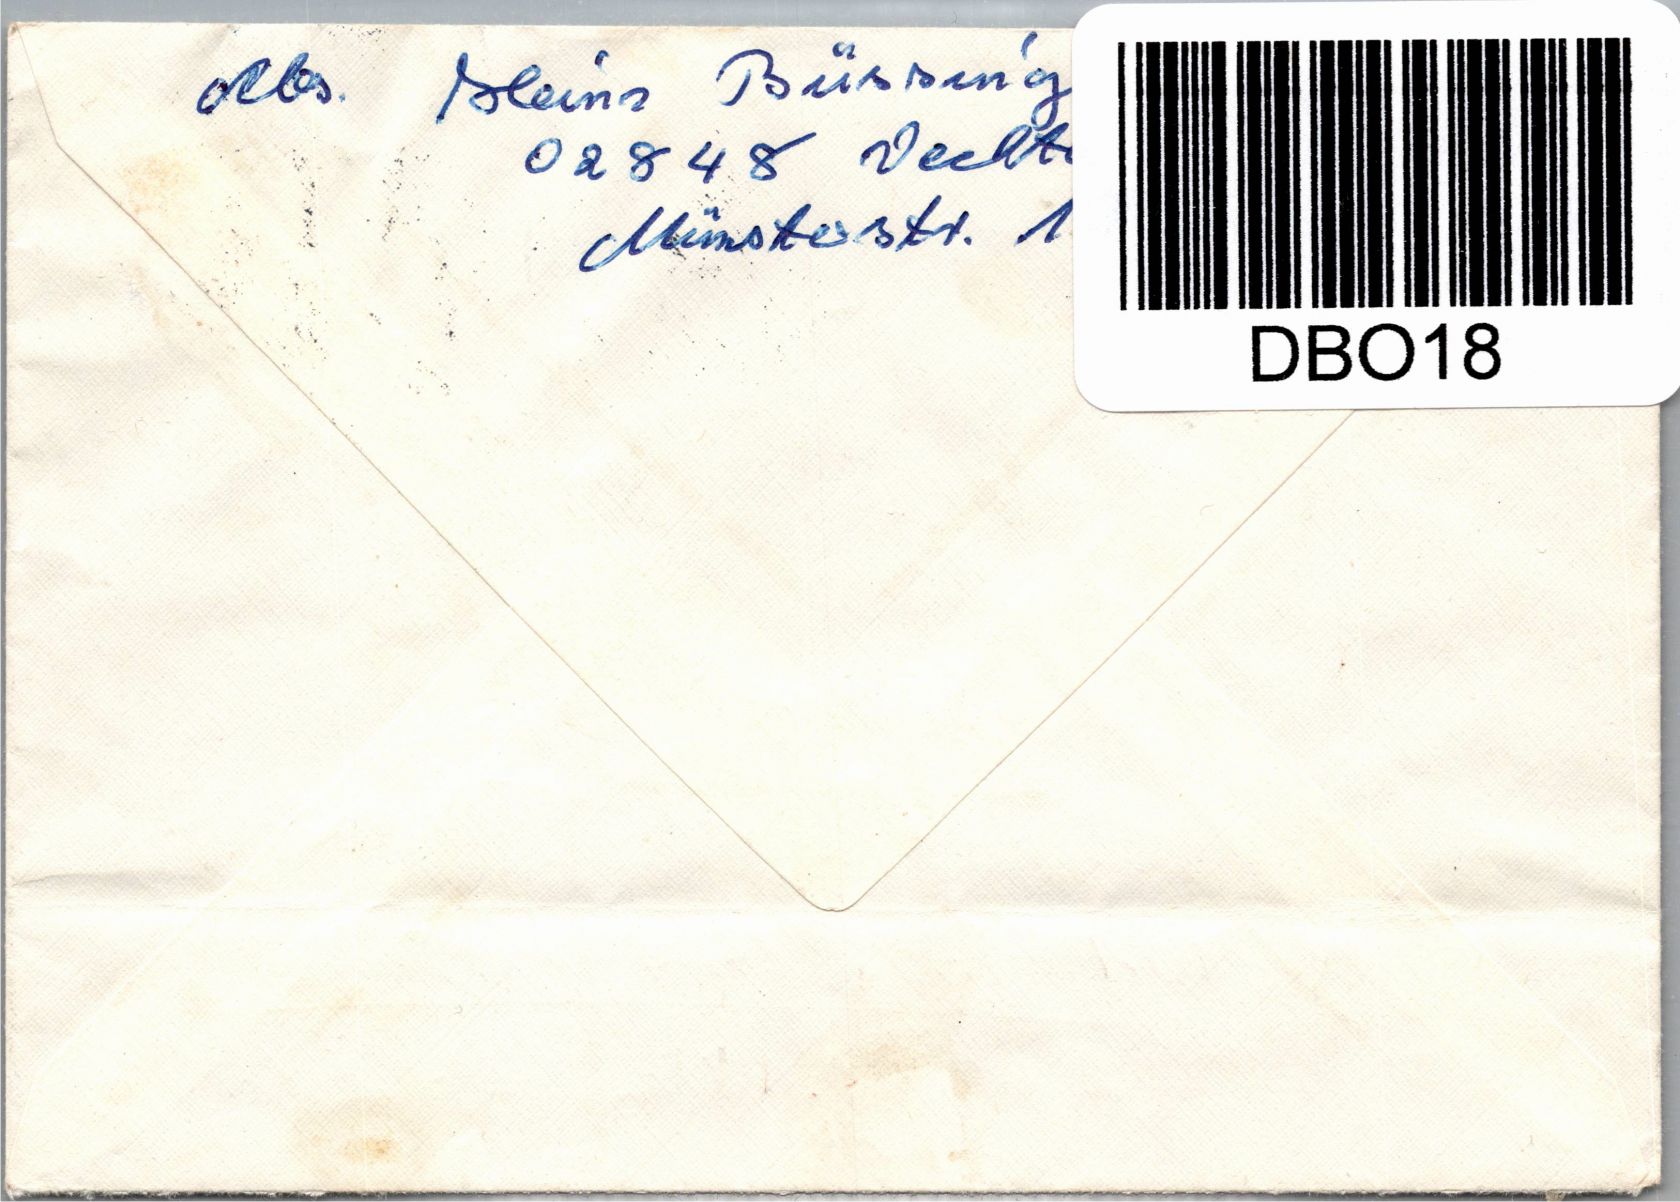 Abs. Heinz Büssing
02848 Vechta
Münsterstr. 1
DBO18